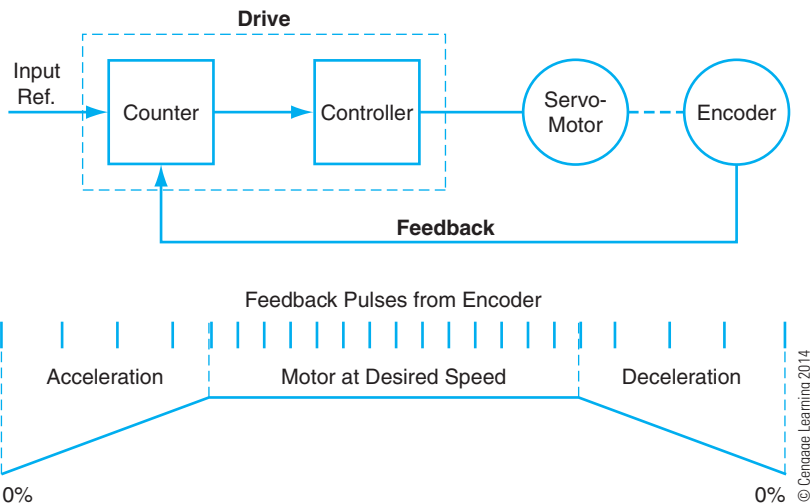 Drive
Input
Ref.
Counter
Controller
Servo-
Motor
Encoder
Feedback
Feedback Pulses from Encoder
Acceleration
Motor at Desired Speed
Deceleration
0%
0%
© Cengage Learning 2014